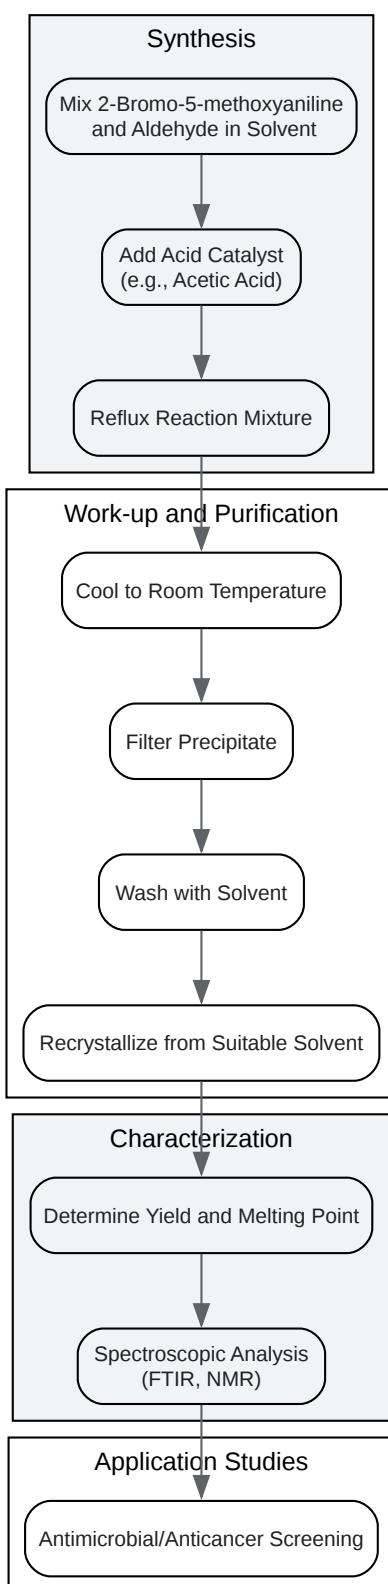 Synthesis
Mix 2-Bromo-5-methoxyaniline
and Aldehyde in Solvent
Add Acid Catalyst
(e.g., Acetic Acid)
Reflux Reaction Mixture
Work-up and Purification
Cool to Room Temperature
Filter Precipitate
Wash with Solvent
Recrystallize from Suitable Solvent
Characterization
Determine Yield and Melting Point
Spectroscopic Analysis
(FTIR, NMR)
Application Studies
Antimicrobial/Anticancer Screening